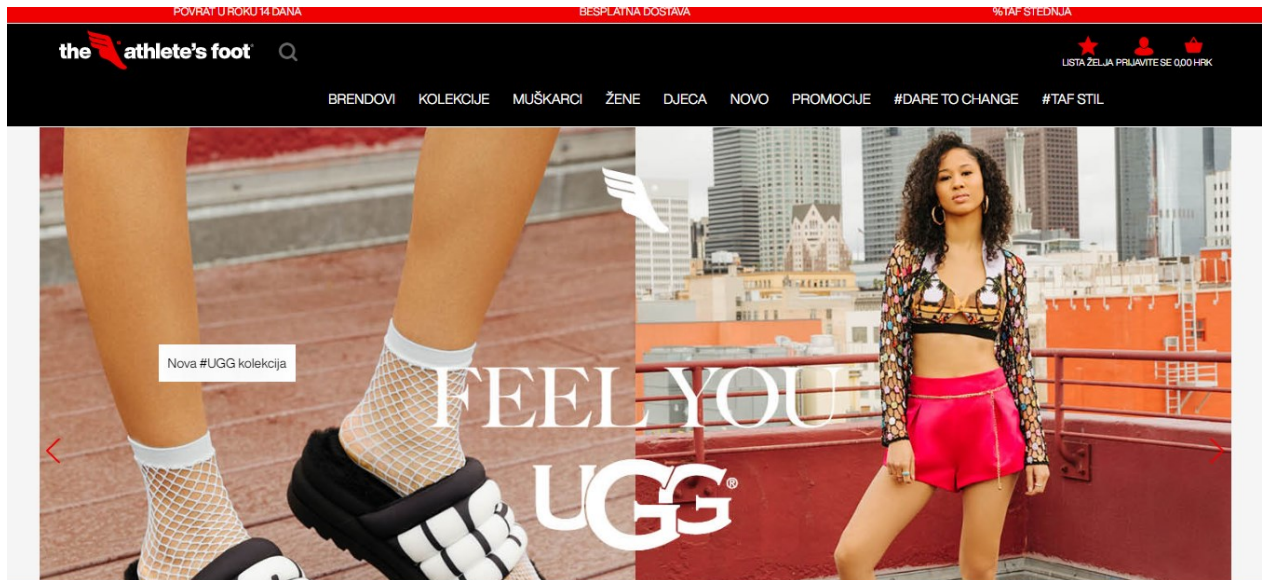 POVRAT U ROKU 14 DANA
BESPLATNA DOSTAVA
%TAF ŠTEDNJA
the athlete's foot
LISTA ŽELJA PRIJAVITE SE 0,00 HRK
BRENDOVI KOLEKCIJE MUŠKARCI ŽENE DJECA NOVO PROMOCIJE #DARE TO CHANGE #TAF STIL
Nova #UGG kolekcija
FEEL YOU
UGG®